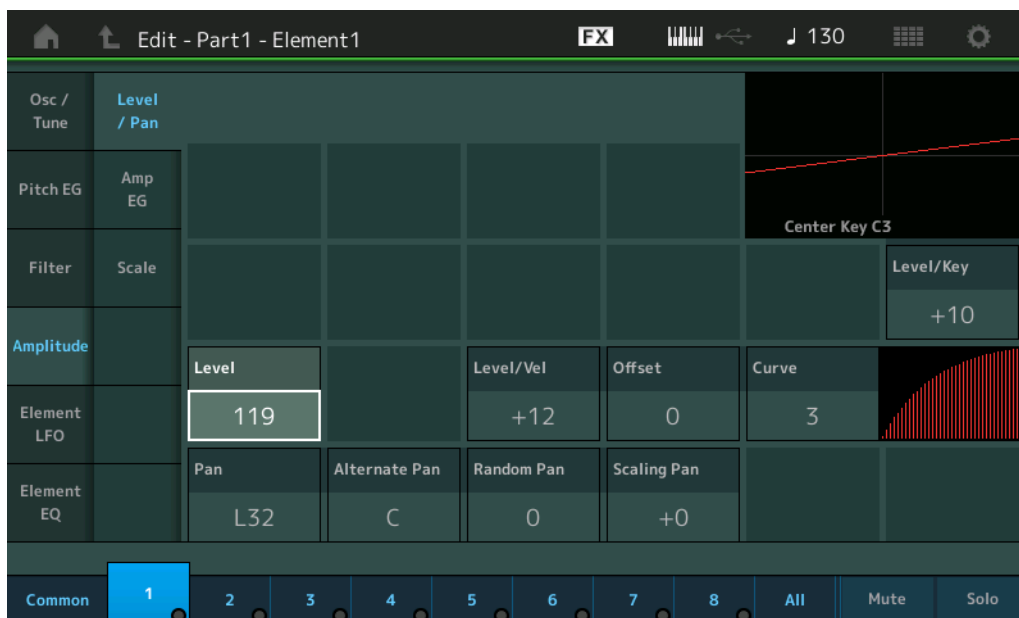 Edit - Part1 - Element1 FX 130
Osc / Tune
Level / Pan
Pitch EG
Amp EG
Center Key C3
Filter
Scale
Level/Key
+10
Amplitude
Level
Level/Vel
Offset
Curve
119
+12
0
3
Element LFO
Pan
Alternate Pan
Random Pan
Scaling Pan
L32
C
0
+0
Element EQ
Common 1 2 3 4 5 6 7 8 All Mute Solo